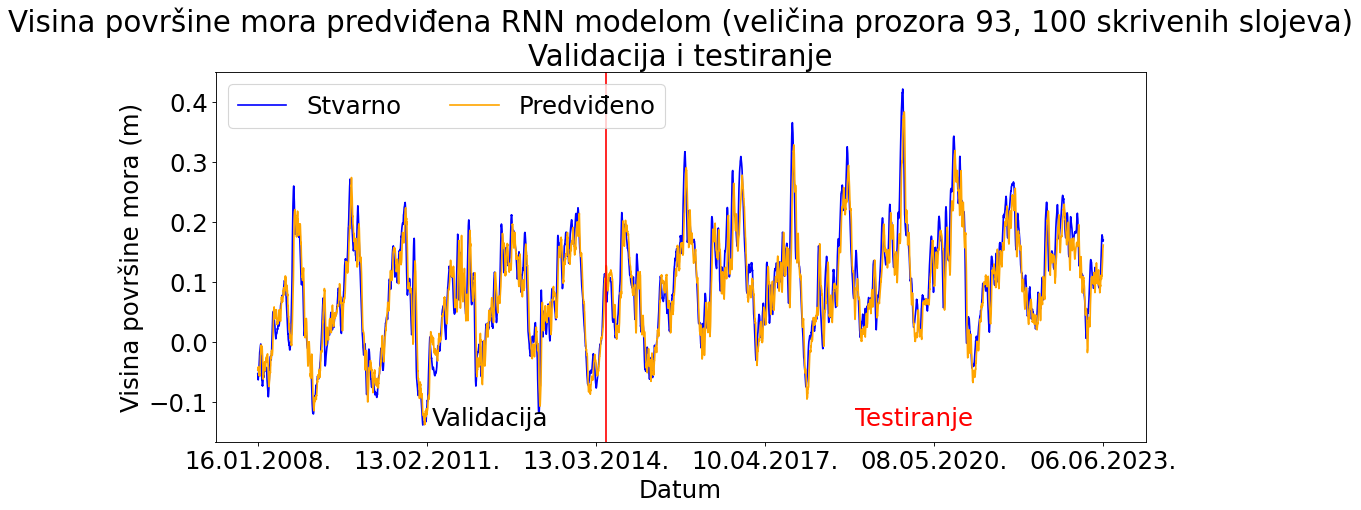 Visina površine mora predviđena RNN modelom (veličina prozora 93, 100 skrivenih slojeva)
Validacija i testiranje
Stvarno
Predviđeno
Visina površine mora (m)
0.4
0.3
0.2
0.1
0.0
−0.1
Validacija
Testiranje
16.01.2008.
13.02.2011.
13.03.2014.
10.04.2017.
08.05.2020.
06.06.2023.
Datum